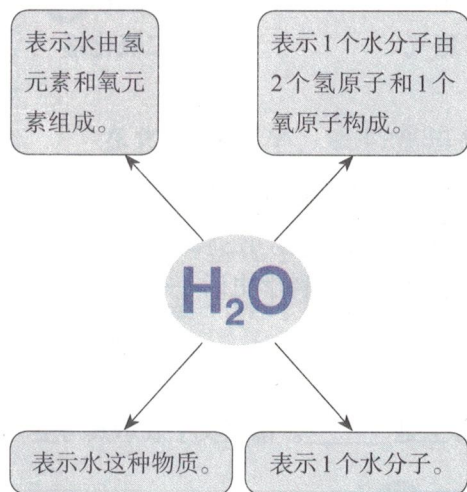 表示水由氢
元素和氧元
素组成。
表示1个水分子由
2个氢原子和1个
氧原子构成。
H₂O
表示水这种物质。
表示1个水分子。